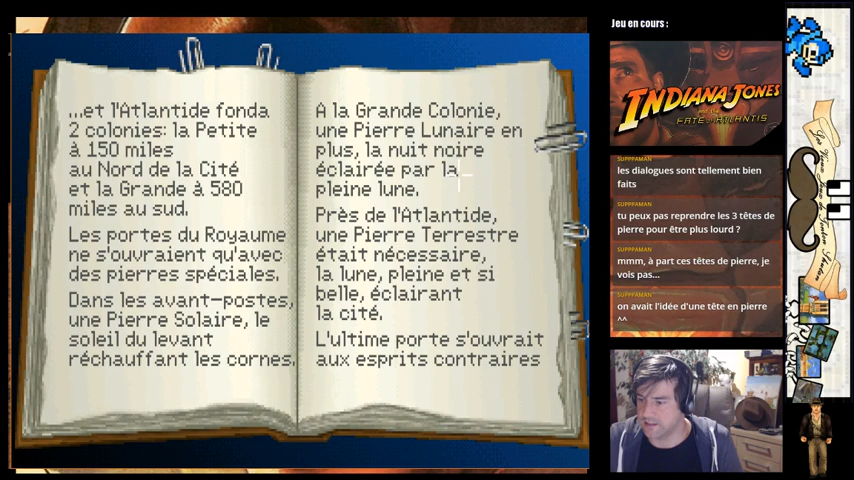 ...et l'Atlantide fonda
2 colonies: la Petite
à 150 miles
au Nord de la Cité
et la Grande à 580
miles au sud.
Les portes du Royaume
ne s'ouvraient qu'avec
des pierres spéciales.
Dans les avant-postes,
une Pierre Solaire, le
soleil du levant
réchauffant les cornes.
A la Grande Colonie,
une Pierre Lunaire en
plus, la nuit noire
éclairée par la
pleine lune.
Près de l'Atlantide,
une Pierre Terrestre
était nécessaire,
la lune, pleine et si
belle, éclairant
la cité.
L'ultime porte s'ouvrait
aux esprits contraires
Jeu en cours :
INDIANA JONES
and the
FATE of ATLANTIS
SUPPPAMAN
les dialogues sont tellement bien
faits
SUPPPAMAN
tu peux pas reprendre les 3 têtes de
pierre pour être plus lourd ?
SUPPPAMAN
mmm, à part ces têtes de pierre, je
vois pas...
SUPPPAMAN
on avait l'idée d'une tête en pierre
^^